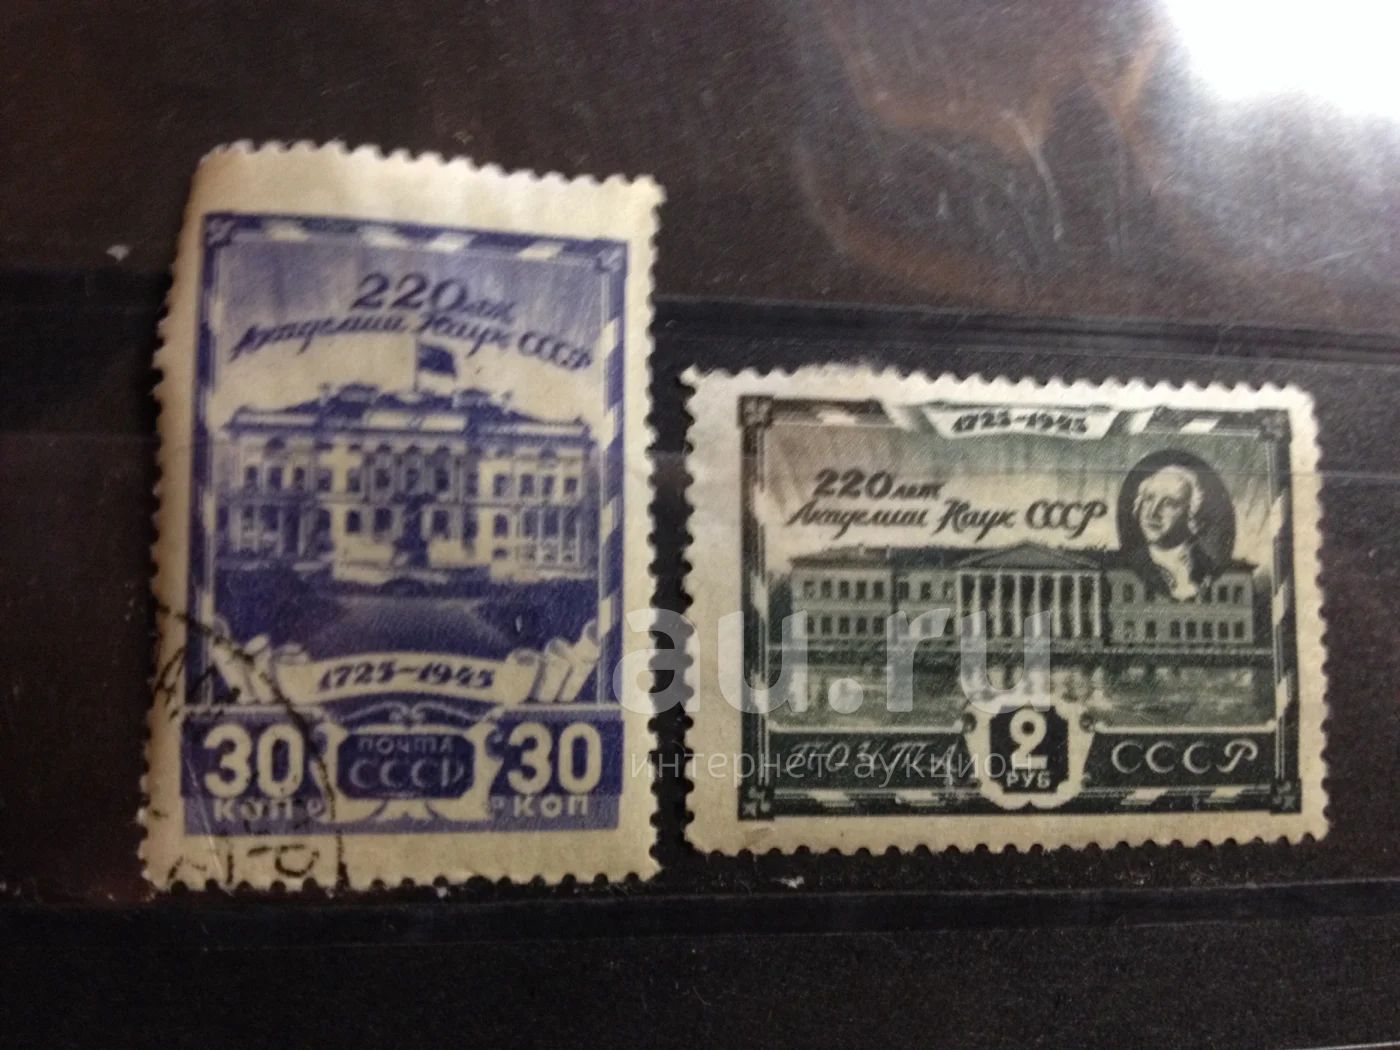 220 лет
Академии Наук СССР
1725-1945
30 ПОЧТА 30
КОП СССР КОП
1725-1945
220 лет
Академии Наук СССР
ПОЧТА 2 СССР
РУБ
au.ru
интернет-аукцион